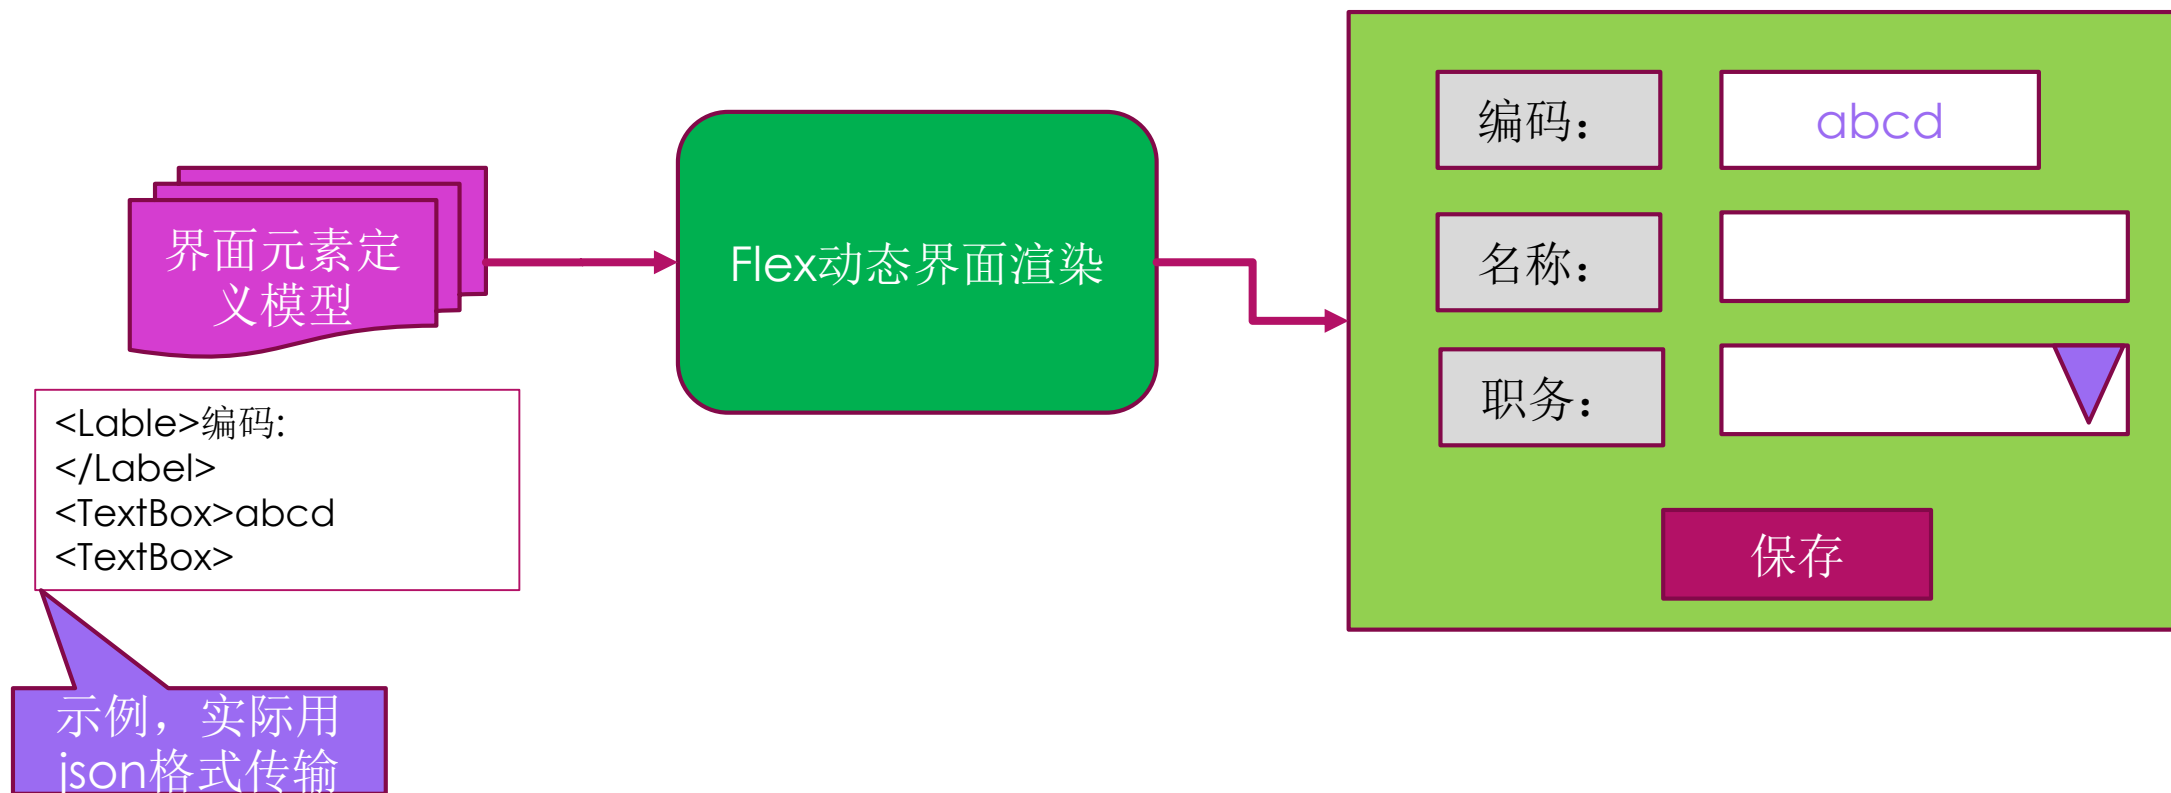 界面元素定
义模型
<Lable>编码:
</Label>
<TextBox>abcd
<TextBox>
示例，实际用
json格式传输
Flex动态界面渲染
编码：
abcd
名称：
职务：
保存